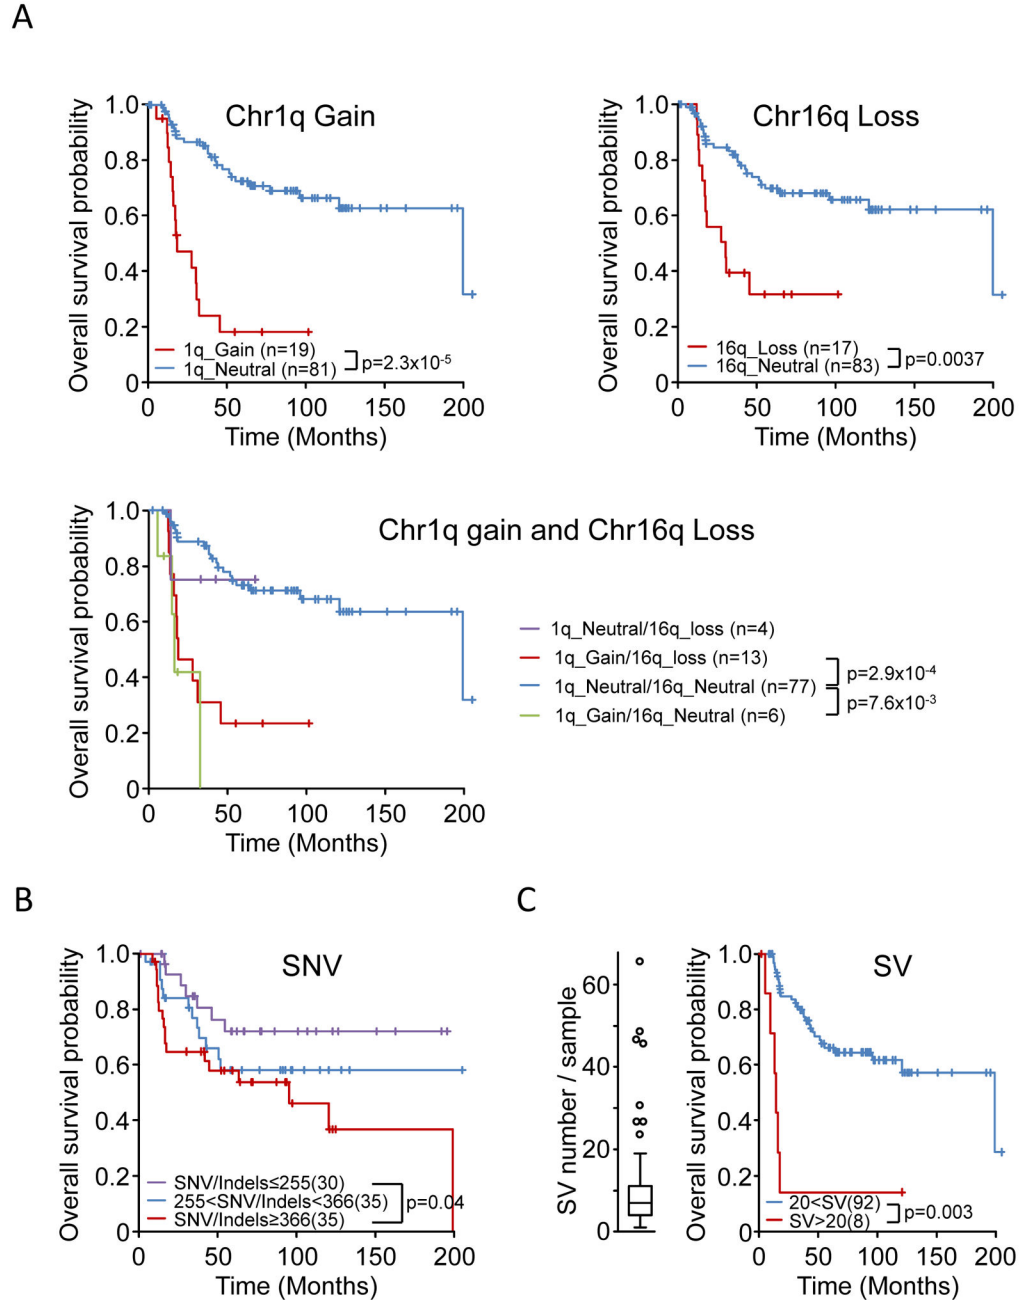 A
Chr1q Gain
Overall survival probability
1.0
0.8
0.6
0.4
0.2
0
1q_Gain (n=19)
1q_Neutral (n=81)
p=2.3x10-5
0 50 100 150 200
Time (Months)
Chr16q Loss
Overall survival probability
1.0
0.8
0.6
0.4
0.2
0
16q_Loss (n=17)
16q_Neutral (n=83)
p=0.0037
0 50 100 150 200
Time (Months)
Chr1q gain and Chr16q Loss
Overall survival probability
1.0
0.8
0.6
0.4
0.2
0
0 50 100 150 200
Time (Months)
1q_Neutral/16q_loss (n=4)
1q_Gain/16q_loss (n=13)
1q_Neutral/16q_Neutral (n=77)
1q_Gain/16q_Neutral (n=6)
p=2.9x10-4
p=7.6x10-3
B
SNV
Overall survival probability
1.0
0.8
0.6
0.4
0.2
0
SNV/Indels≤255(30)
255<SNV/Indels<366(35)
SNV/Indels≥366(35)
p=0.04
0 50 100 150 200
Time (Months)
C
SV number / sample
60
40
20
0
SV
Overall survival probability
1.0
0.8
0.6
0.4
0.2
0
20<SV(92)
SV>20(8)
p=0.003
0 50 100 150 200
Time (Months)